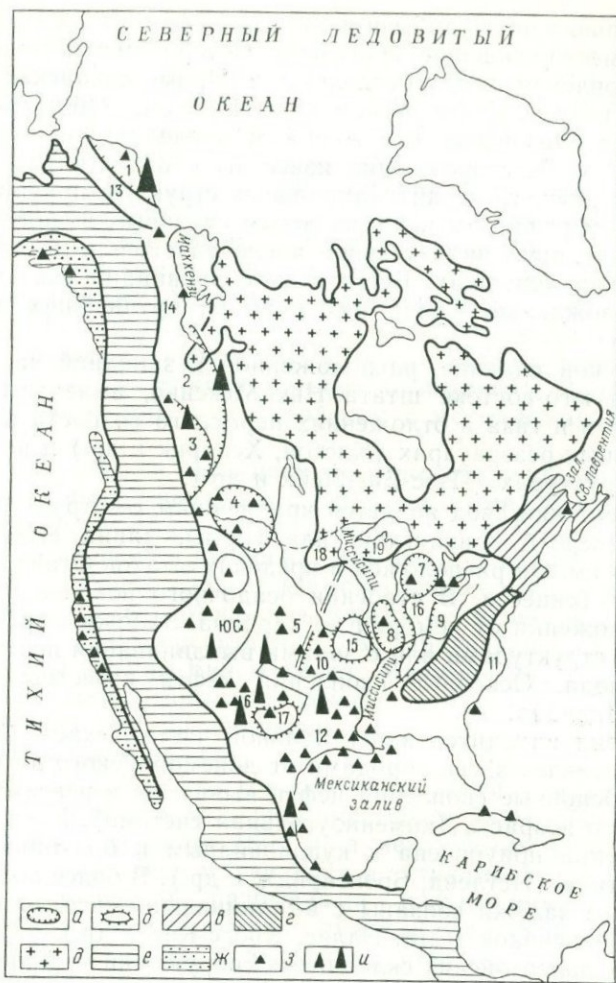 СЕВЕРНЫЙ ЛЕДОВИТЫЙ
ОКЕАН
1
13
Маккензи
14
2
3
4
ТИХИЙ ОКЕАН
зал. Св. Лаврентия
18
Миссисипи
19
7
ЮС
5
16
9
15
8
10
11
6
17
Миссисипи
12
Мексиканский
залив
КАРИБСКОЕ
МОРЕ
а
б
в
г
д
е
ж
з
и